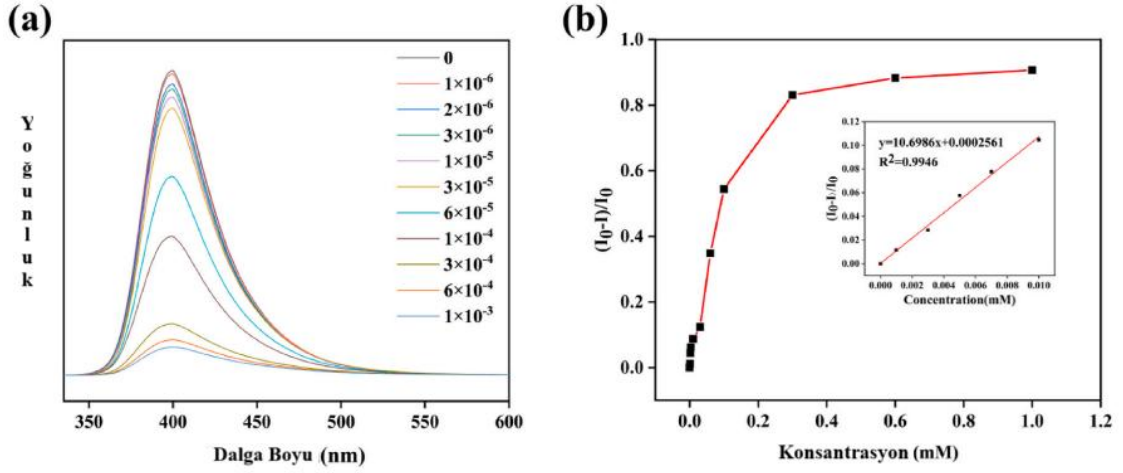 (a)
Yoğunluk
0
1×10⁻⁶
2×10⁻⁶
3×10⁻⁶
1×10⁻⁵
3×10⁻⁵
6×10⁻⁵
1×10⁻⁴
3×10⁻⁴
6×10⁻⁴
1×10⁻³
350 400 450 500 550 600
Dalga Boyu (nm)
(b)
(I₀-I)/I₀
1.0
0.8
0.6
0.4
0.2
0.0
0.0 0.2 0.4 0.6 0.8 1.0 1.2
Konsantrasyon (mM)
(I₀-I)/I₀
0.12
0.10
0.08
0.06
0.04
0.02
0.00
y=10.6986x+0.0002561
R²=0.9946
0.000 0.002 0.004 0.006 0.008 0.010
Concentration(mM)